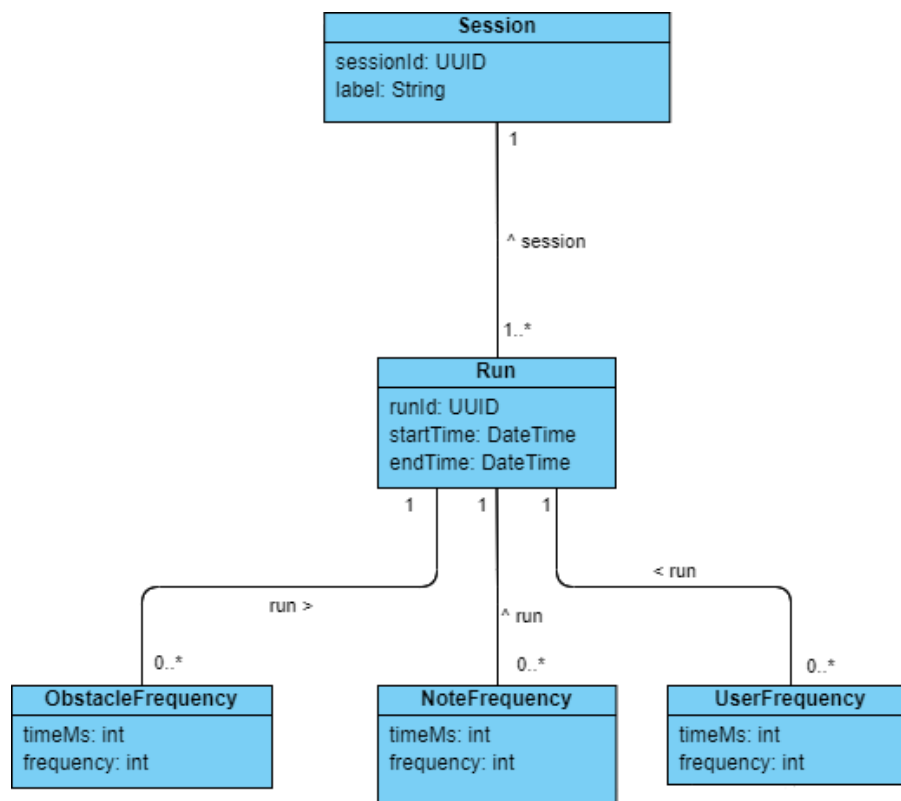 Session
sessionId: UUID
label: String
1
^ session
1..*
Run
runId: UUID
startTime: DateTime
endTime: DateTime
1
1
1
run >
^ run
< run
0..*
0..*
0..*
ObstacleFrequency
timeMs: int
frequency: int
NoteFrequency
timeMs: int
frequency: int
UserFrequency
timeMs: int
frequency: int